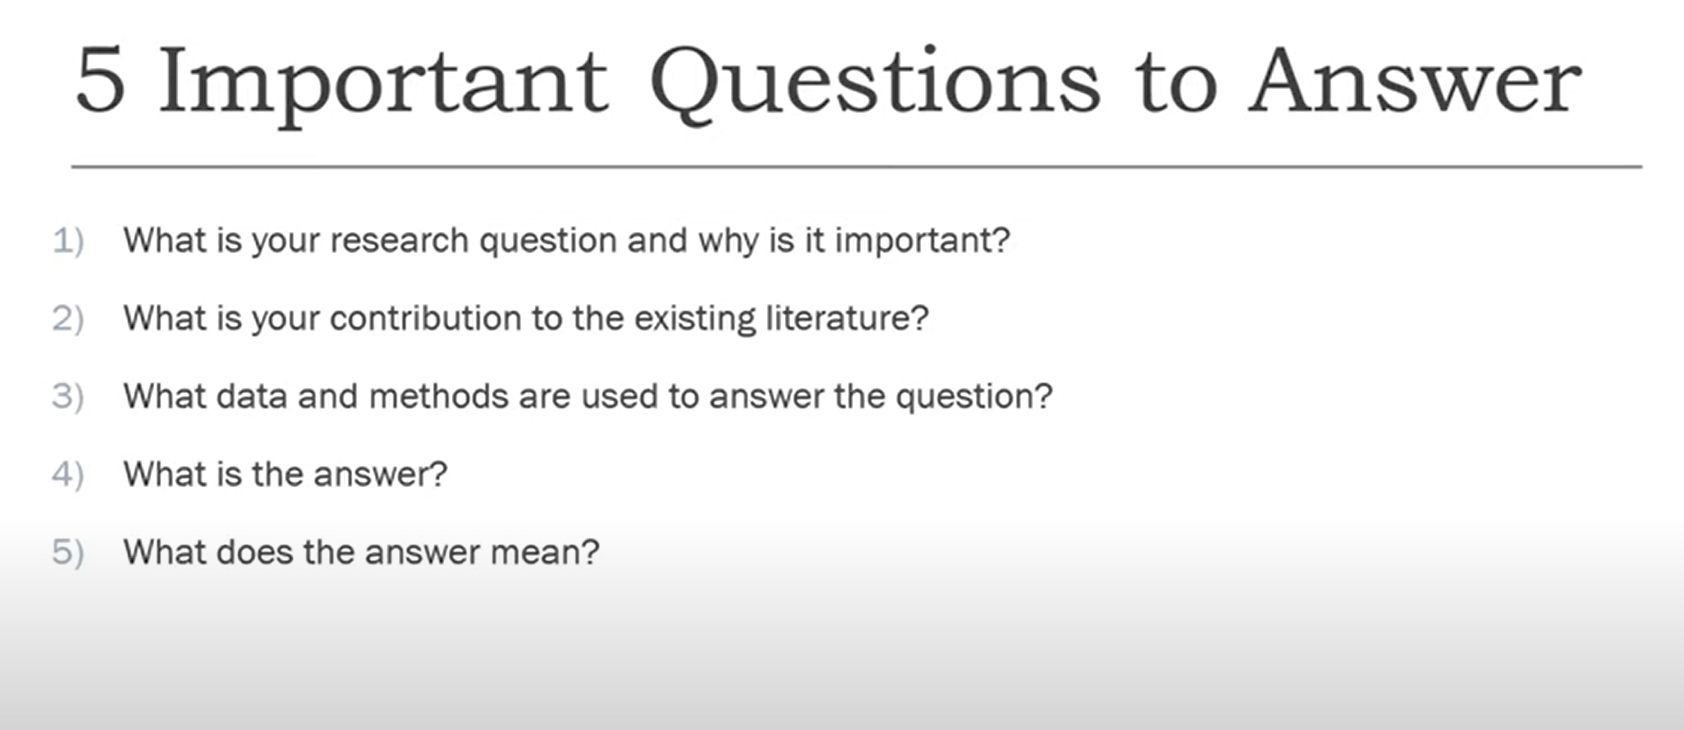 5 Important Questions to Answer
1) What is your research question and why is it important?
2) What is your contribution to the existing literature?
3) What data and methods are used to answer the question?
4) What is the answer?
5) What does the answer mean?